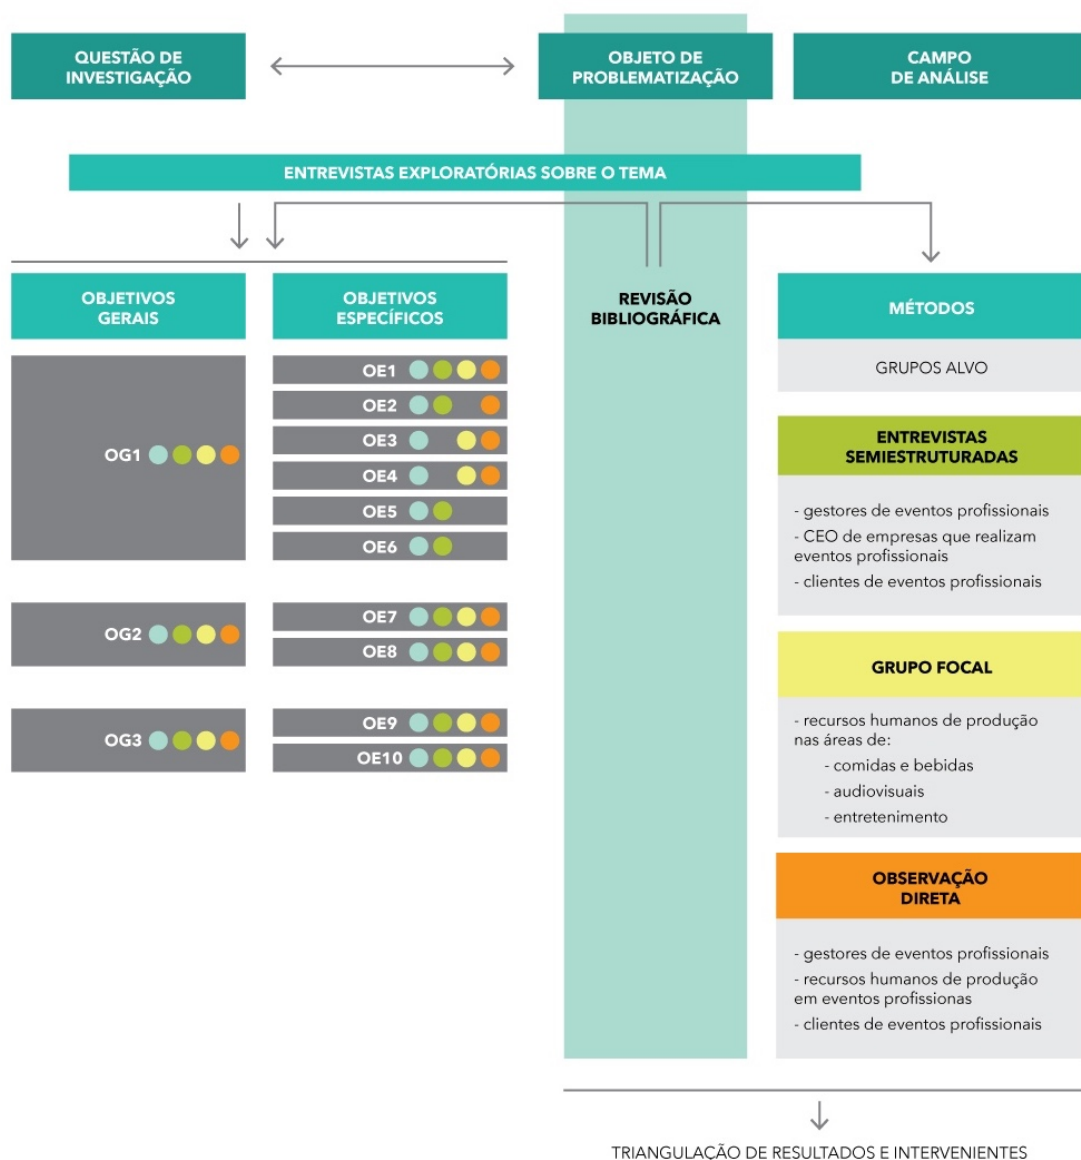 QUESTÃO DE
INVESTIGAÇÃO
OBJETO DE
PROBLEMATIZAÇÃO
CAMPO
DE ANÁLISE
ENTREVISTAS EXPLORATÓRIAS SOBRE O TEMA
OBJETIVOS
GERAIS
OBJETIVOS
ESPECÍFICOS
REVISÃO
BIBLIOGRÁFICA
MÉTODOS
GRUPOS ALVO
OG1
OE1
OE2
OE3
OE4
OE5
OE6
OG2
OE7
OE8
OG3
OE9
OE10
ENTREVISTAS
SEMIESTRUTURADAS
- gestores de eventos profissionais
- CEO de empresas que realizam
eventos profissionais
- clientes de eventos profissionais
GRUPO FOCAL
- recursos humanos de produção
nas áreas de:
- comidas e bebidas
- audiovisuais
- entretenimento
OBSERVAÇÃO
DIRETA
- gestores de eventos profissionais
- recursos humanos de produção
em eventos profissionas
- clientes de eventos profissionais
TRIANGULAÇÃO DE RESULTADOS E INTERVENIENTES